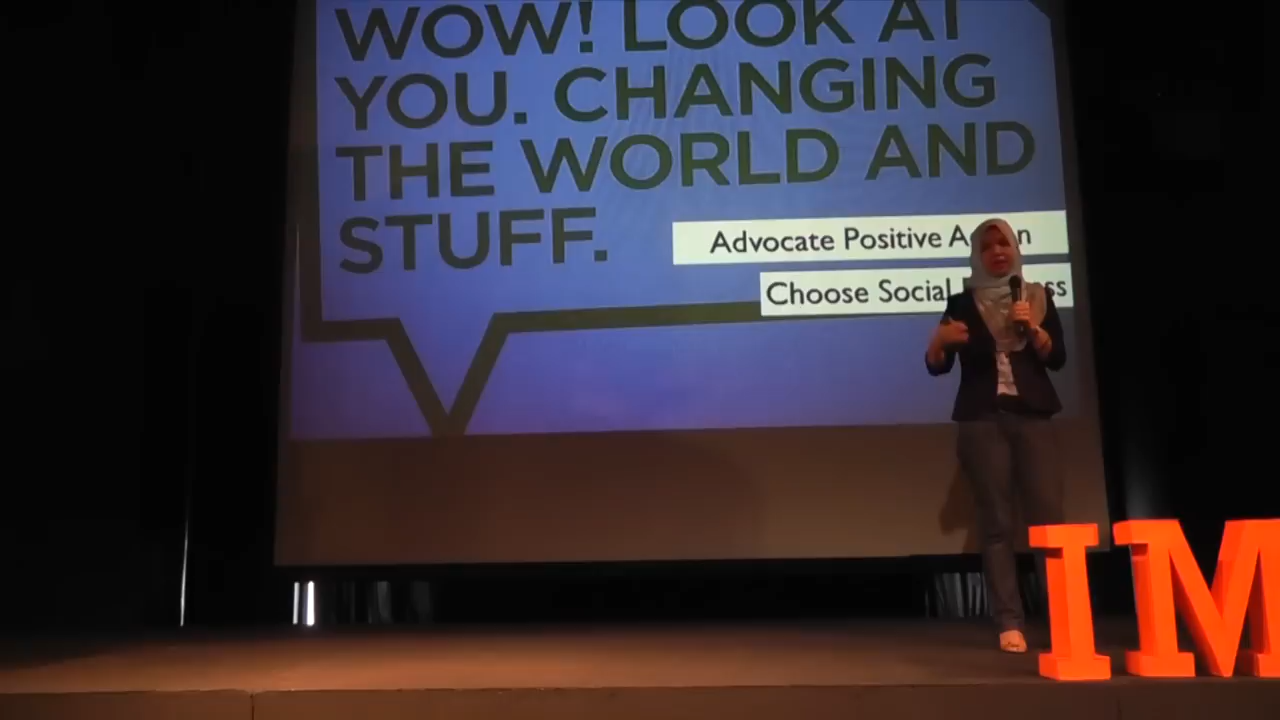 WOW! LOOK AT
YOU. CHANGING
THE WORLD AND
STUFF.
Advocate Positive
Choose Social
IM